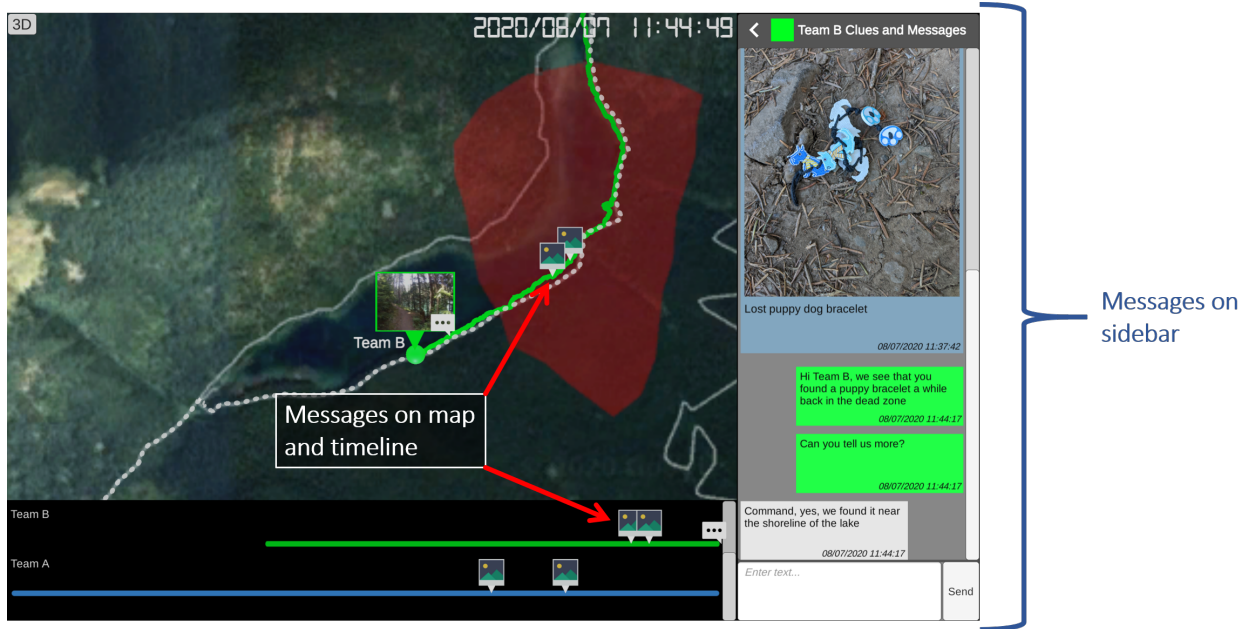 3D
2020/08/07 11:44:49
Team B Clues and Messages
Lost puppy dog bracelet
08/07/2020 11:37:42
Hi Team B, we see that you
found a puppy bracelet a while
back in the dead zone
08/07/2020 11:44:17
Can you tell us more?
08/07/2020 11:44:17
Command, yes, we found it near
the shoreline of the lake
08/07/2020 11:44:17
Enter text...
Send
Team B
Messages on map
and timeline
Team B
Team A
Messages on
sidebar